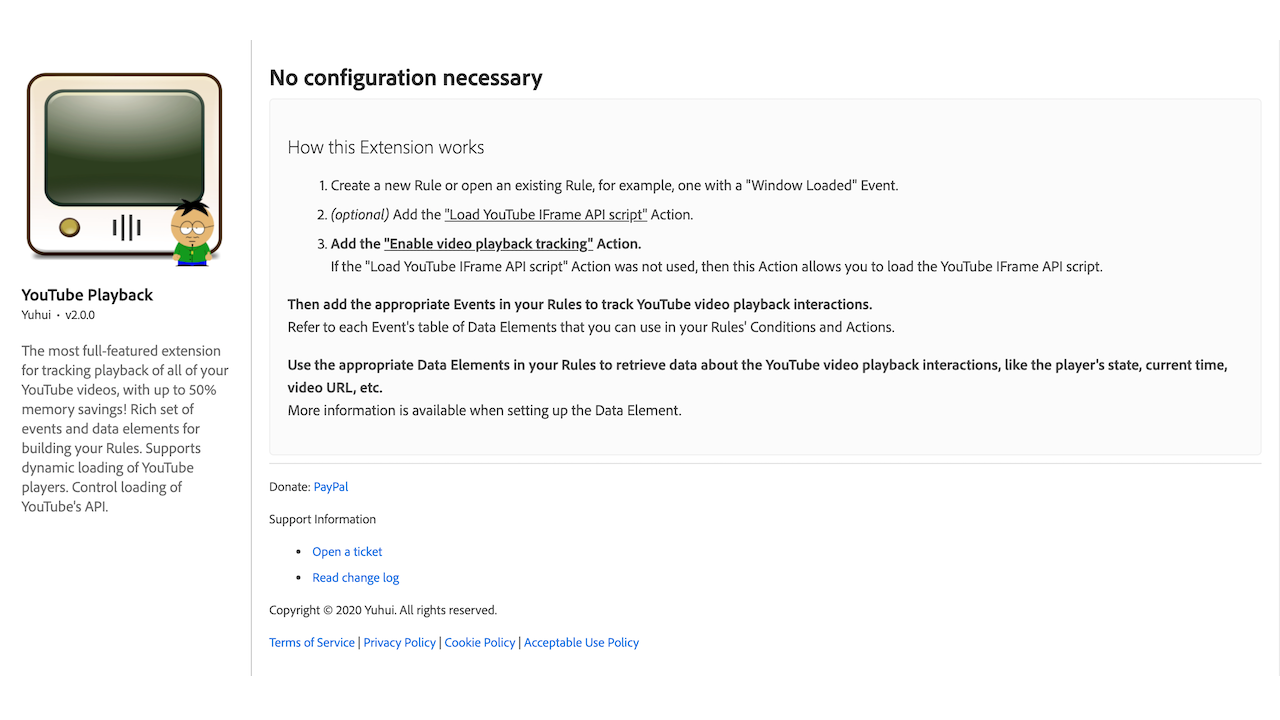 YouTube Playback
Yuhui · v2.0.0
The most full-featured extension
for tracking playback of all of your
YouTube videos, with up to 50%
memory savings! Rich set of
events and data elements for
building your Rules. Supports
dynamic loading of YouTube
players. Control loading of
YouTube's API.
No configuration necessary
How this Extension works
1. Create a new Rule or open an existing Rule, for example, one with a "Window Loaded" Event.
2. (optional) Add the "Load YouTube IFrame API script" Action.
3. Add the "Enable video playback tracking" Action.
If the "Load YouTube IFrame API script" Action was not used, then this Action allows you to load the YouTube IFrame API script.
Then add the appropriate Events in your Rules to track YouTube video playback interactions.
Refer to each Event's table of Data Elements that you can use in your Rules' Conditions and Actions.
Use the appropriate Data Elements in your Rules to retrieve data about the YouTube video playback interactions, like the player's state, current time,
video URL, etc.
More information is available when setting up the Data Element.
Donate: PayPal
Support Information
• Open a ticket
• Read change log
Copyright © 2020 Yuhui. All rights reserved.
Terms of Service | Privacy Policy | Cookie Policy | Acceptable Use Policy